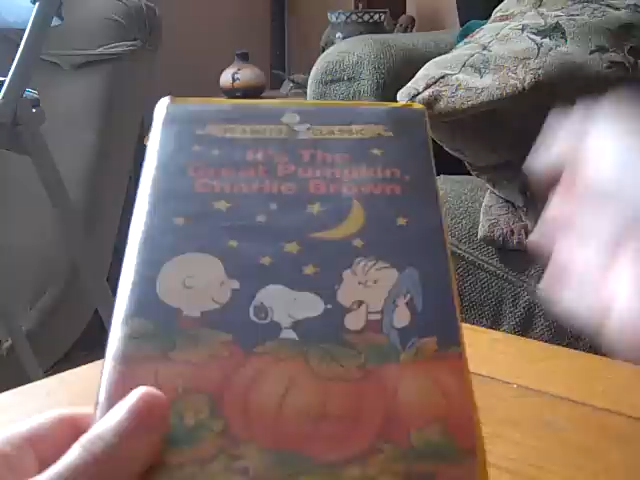 PEANUTS CLASSIC
It's The
Great Pumpkin,
Charlie Brown